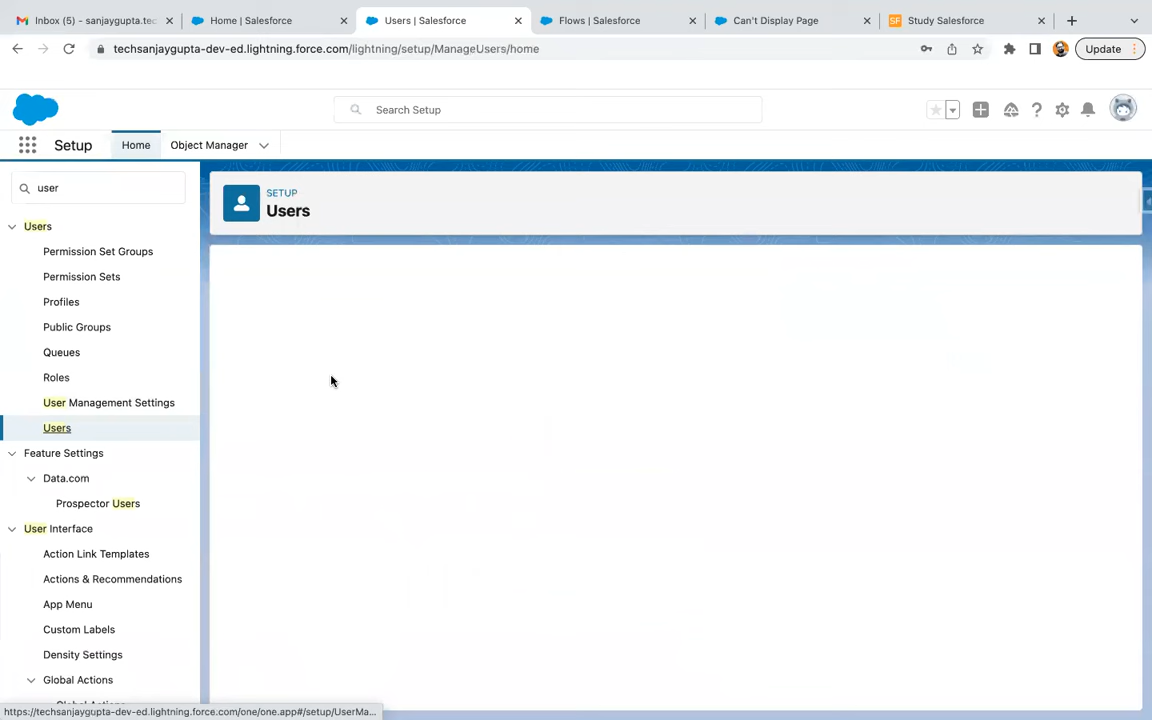 Inbox (5) - sanjaygupta.tec
Home | Salesforce
Users | Salesforce
Flows | Salesforce
Can't Display Page
SF
Study Salesforce
techsanjaygupta-dev-ed.lightning.force.com/lightning/setup/ManageUsers/home
Update
Search Setup
Setup
Home
Object Manager
user
SETUP
Users
Users
Permission Set Groups
Permission Sets
Profiles
Public Groups
Queues
Roles
User Management Settings
Users
Feature Settings
Data.com
Prospector Users
User Interface
Action Link Templates
Actions & Recommendations
App Menu
Custom Labels
Density Settings
Global Actions
https://techsanjaygupta-dev-ed.lightning.force.com/one/one.app#/setup/UserMa...